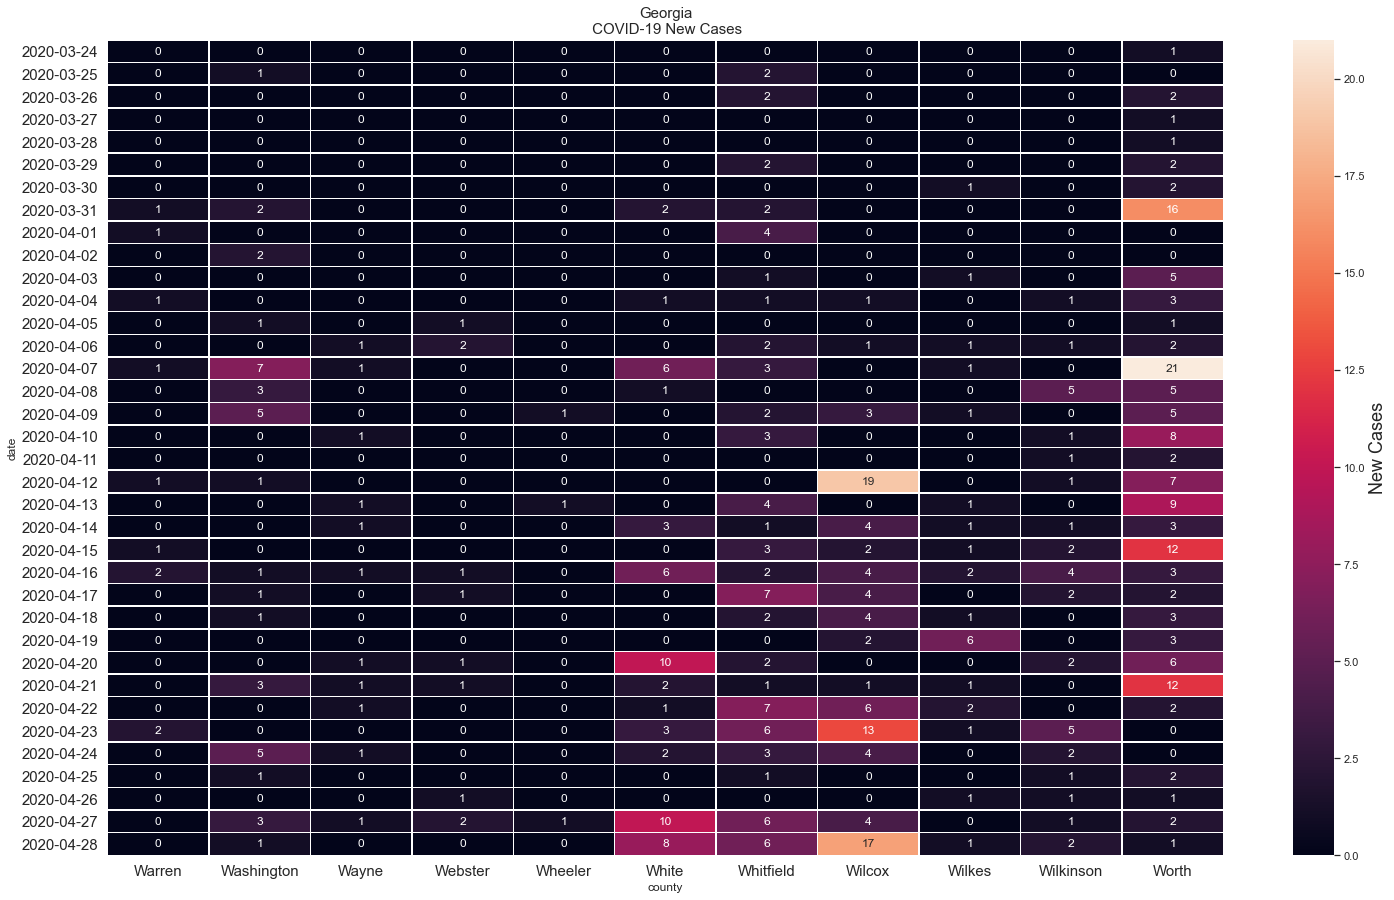 Georgia
COVID-19 New Cases
2020-03-24 0 0 0 0 0 0 0 0 0 0 1
2020-03-25 0 1 0 0 0 0 2 0 0 0 0
2020-03-26 0 0 0 0 0 0 2 0 0 0 2
2020-03-27 0 0 0 0 0 0 0 0 0 0 1
2020-03-28 0 0 0 0 0 0 0 0 0 0 1
2020-03-29 0 0 0 0 0 0 2 0 0 0 2
2020-03-30 0 0 0 0 0 0 0 0 1 0 2
2020-03-31 1 2 0 0 0 2 2 0 0 0 16
2020-04-01 1 0 0 0 0 0 4 0 0 0 0
2020-04-02 0 2 0 0 0 0 0 0 0 0 0
2020-04-03 0 0 0 0 0 0 1 0 1 0 5
2020-04-04 1 0 0 0 0 1 1 1 0 1 3
2020-04-05 0 1 0 1 0 0 0 0 0 0 1
2020-04-06 0 0 1 2 0 0 2 1 1 1 2
2020-04-07 1 7 1 0 0 6 3 0 1 0 21
2020-04-08 0 3 0 0 0 1 0 0 0 5 5
2020-04-09 0 5 0 0 1 0 2 3 1 0 5
2020-04-10 0 0 1 0 0 0 3 0 0 1 8
2020-04-11 0 0 0 0 0 0 0 0 0 1 2
2020-04-12 1 1 0 0 0 0 0 19 0 1 7
2020-04-13 0 0 1 0 1 0 4 0 1 0 9
2020-04-14 0 0 1 0 0 3 1 4 1 1 3
2020-04-15 1 0 0 0 0 0 3 2 1 2 12
2020-04-16 2 1 1 1 0 6 2 4 2 4 3
2020-04-17 0 1 0 1 0 0 7 4 0 2 2
2020-04-18 0 1 0 0 0 0 2 4 1 0 3
2020-04-19 0 0 0 0 0 0 0 2 6 0 3
2020-04-20 0 0 1 1 0 10 2 0 0 2 6
2020-04-21 0 3 1 1 0 2 1 1 1 0 12
2020-04-22 0 0 1 0 0 1 7 6 2 0 2
2020-04-23 2 0 0 0 0 3 6 13 1 5 0
2020-04-24 0 5 1 0 0 2 3 4 0 2 0
2020-04-25 0 1 0 0 0 0 1 0 0 1 2
2020-04-26 0 0 0 1 0 0 0 0 1 1 1
2020-04-27 0 3 1 2 1 10 6 4 0 1 2
2020-04-28 0 1 0 0 0 8 6 17 1 2 1
Warren Washington Wayne Webster Wheeler White Whitfield Wilcox Wilkes Wilkinson Worth
county
date
20.0
17.5
15.0
12.5
10.0
7.5
5.0
2.5
0.0
New Cases